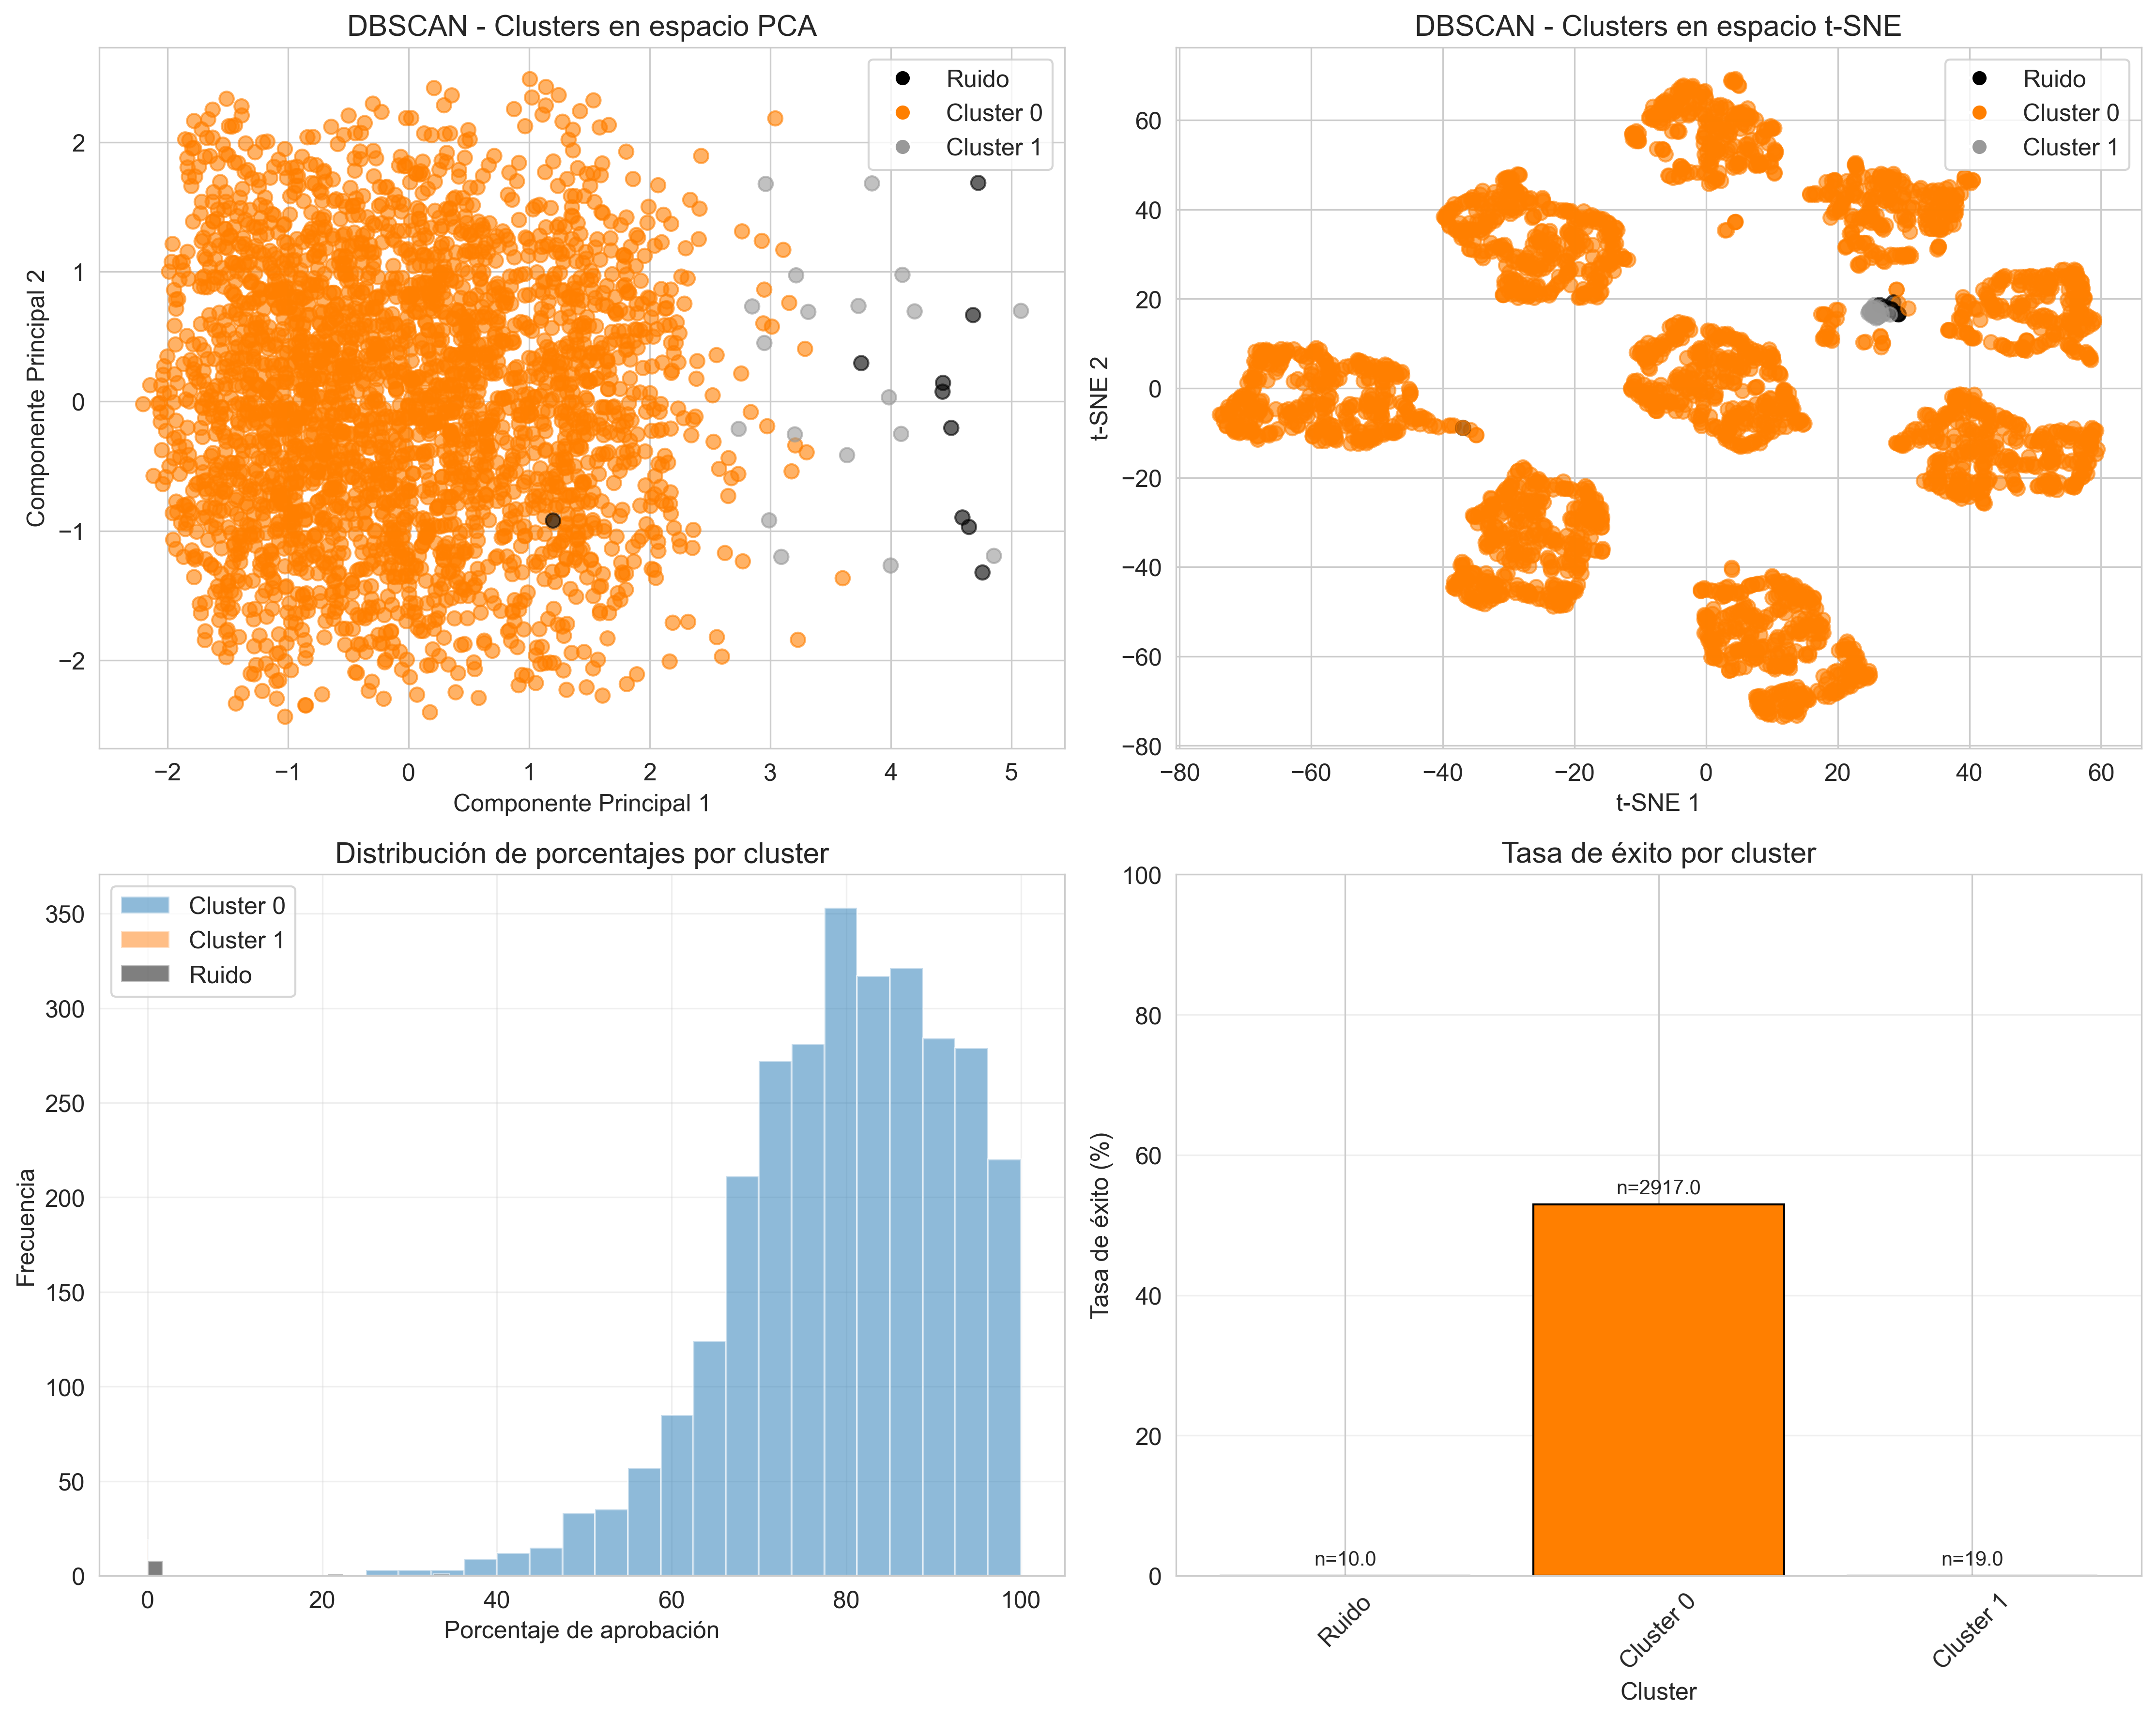 DBSCAN - Clusters en espacio PCA
Ruido
Cluster 0
Cluster 1
2
1
0
−1
−2
Componente Principal 2
−2 −1 0 1 2 3 4 5
Componente Principal 1
DBSCAN - Clusters en espacio t-SNE
Ruido
Cluster 0
Cluster 1
60
40
20
0
−20
−40
−60
−80
t-SNE 2
−80 −60 −40 −20 0 20 40 60
t-SNE 1
Distribución de porcentajes por cluster
Cluster 0
Cluster 1
Ruido
350
300
250
200
150
100
50
0
Frecuencia
0 20 40 60 80 100
Porcentaje de aprobación
Tasa de éxito por cluster
100
80
60
40
20
0
Tasa de éxito (%)
n=10.0
n=2917.0
n=19.0
Ruido
Cluster 0
Cluster 1
Cluster